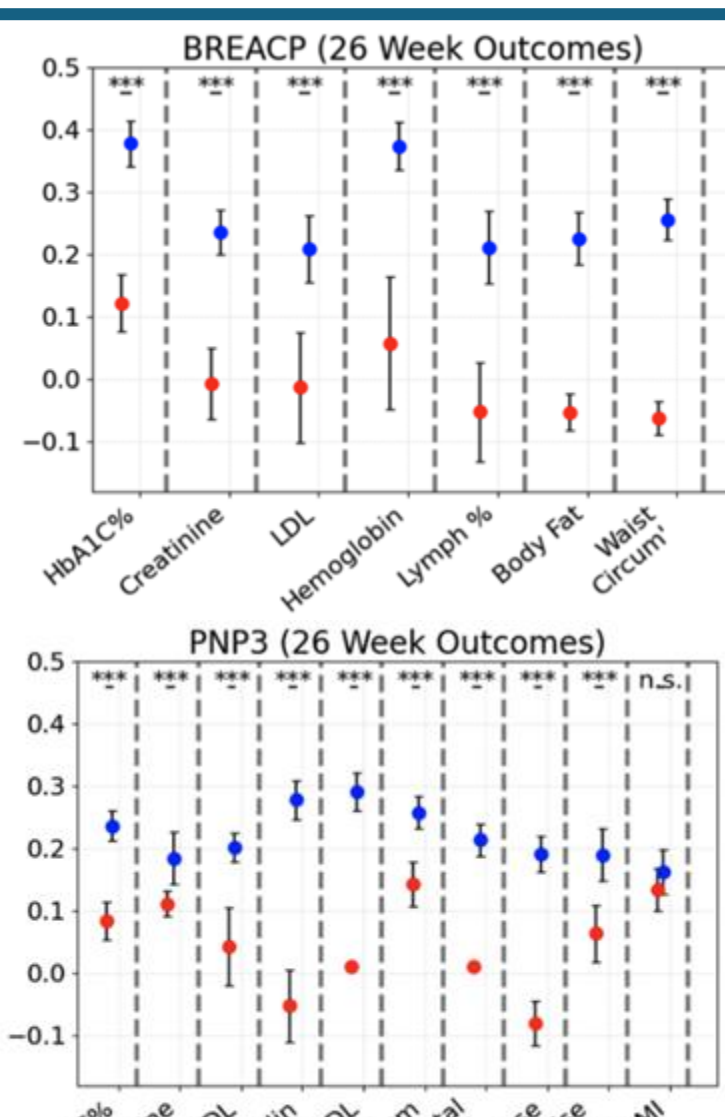 BREACP (26 Week Outcomes)
0.5
*** *** *** *** *** *** ***
0.4
0.3
0.2
0.1
0.0
−0.1
HbA1C% Creatinine LDL Hemoglobin Lymph % Body Fat Waist Circum'
PNP3 (26 Week Outcomes)
0.5
*** *** *** *** *** *** *** *** *** n.s.
0.4
0.3
0.2
0.1
0.0
−0.1